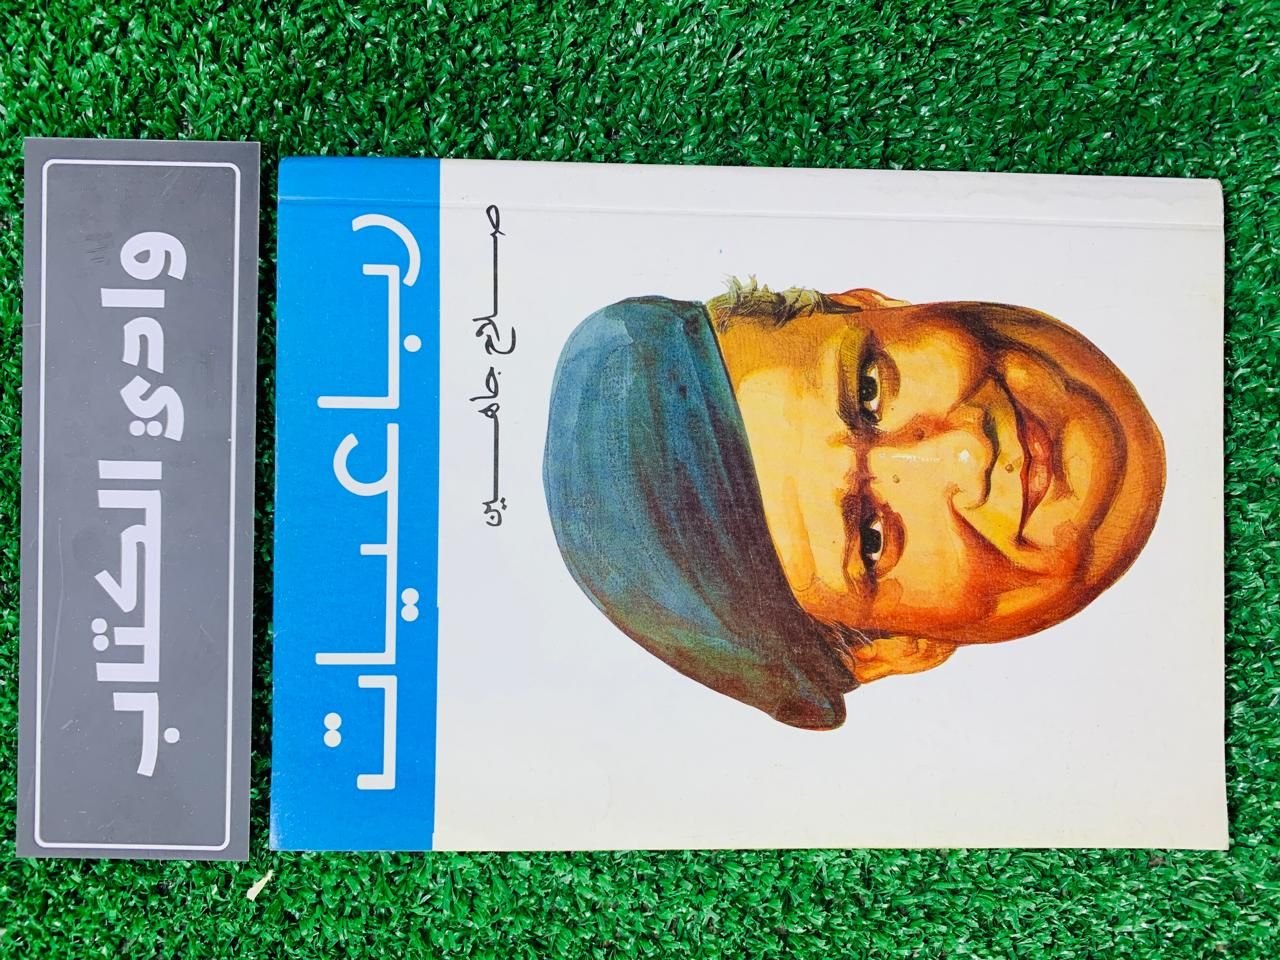 وادي الكتاب
رباعيات
صلاح جاهين